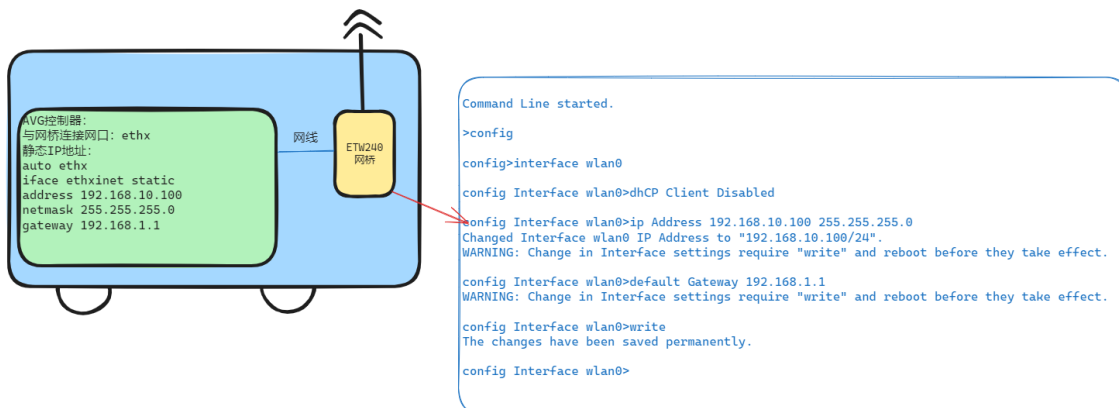 AVG控制器:
与网桥连接网口: ethx
静态IP地址:
auto ethx
iface ethxinet static
address 192.168.10.100
netmask 255.255.255.0
gateway 192.168.1.1
网线
ETW240
网桥
Command Line started.
>config
config>interface wlan0
config Interface wlan0>dhCP Client Disabled
config Interface wlan0>ip Address 192.168.10.100 255.255.255.0
Changed Interface wlan0 IP Address to "192.168.10.100/24".
WARNING: Change in Interface settings require "write" and reboot before they take effect.
config Interface wlan0>default Gateway 192.168.1.1
WARNING: Change in Interface settings require "write" and reboot before they take effect.
config Interface wlan0>write
The changes have been saved permanently.
config Interface wlan0>